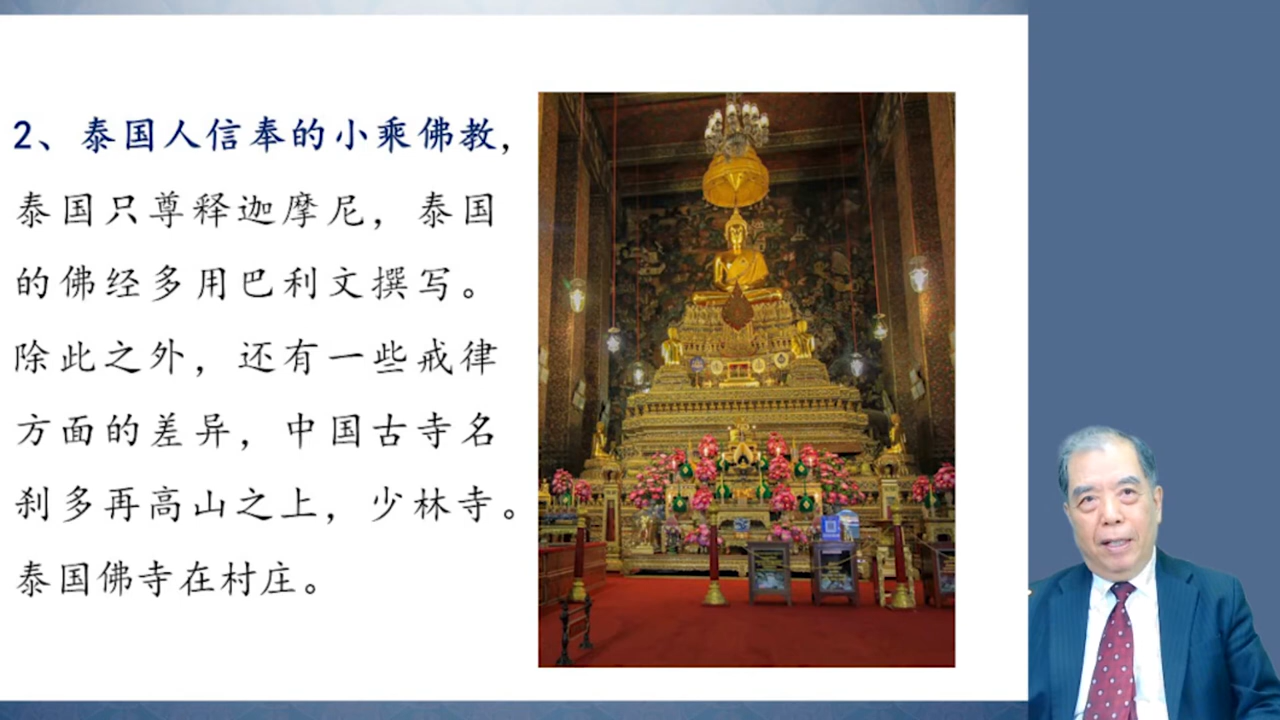 2、泰国人信奉的小乘佛教，
泰国只尊释迦摩尼，泰国
的佛经多用巴利文撰写。
除此之外，还有一些戒律
方面的差异，中国古寺名
刹多再高山之上，少林寺。
泰国佛寺在村庄。